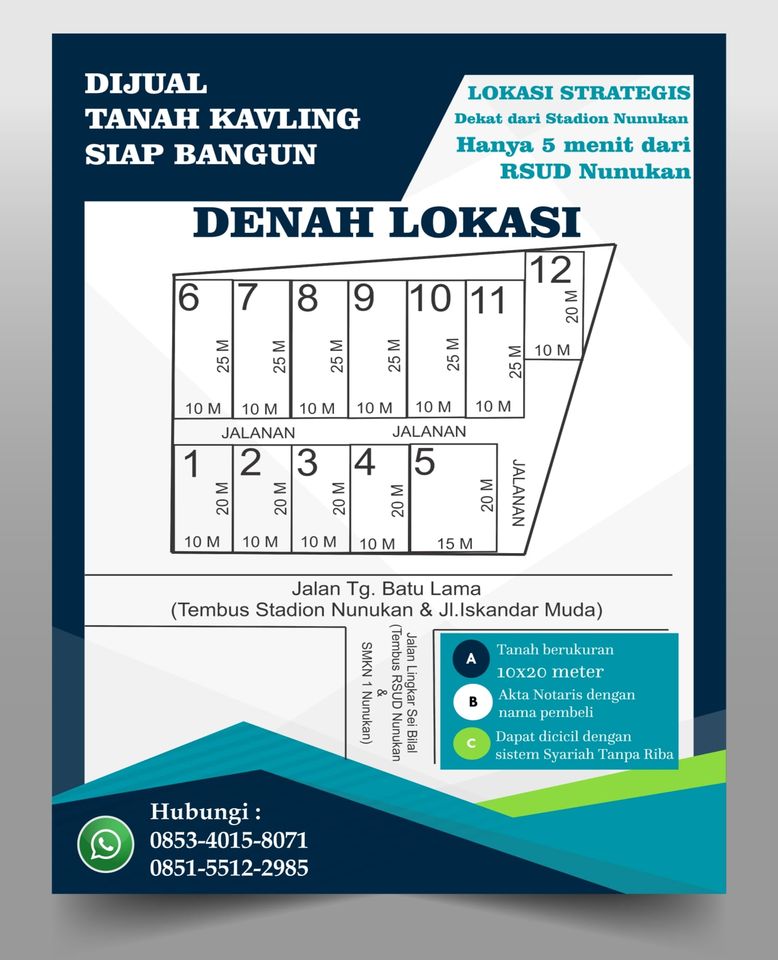 DIJUAL
TANAH KAVLING
SIAP BANGUN
LOKASI STRATEGIS
Dekat dari Stadion Nunukan
Hanya 5 menit dari
RSUD Nunukan
DENAH LOKASI
6
25 M
10 M
7
25 M
10 M
8
25 M
10 M
9
25 M
10 M
10
25 M
10 M
11
25 M
10 M
12
20 M
10 M
JALANAN
JALANAN
1
20 M
10 M
2
20 M
10 M
3
20 M
10 M
4
20 M
10 M
5
20 M
15 M
JALANAN
Jalan Tg. Batu Lama
(Tembus Stadion Nunukan & Jl.Iskandar Muda)
Jalan Lingkar Sei Bilal
(Tembus RSUD Nunukan
&
SMKN 1 Nunukan)
A
Tanah berukuran
10x20 meter
B
Akta Notaris dengan
nama pembeli
C
Dapat dicicil dengan
sistem Syariah Tanpa Riba
Hubungi :
0853-4015-8071
0851-5512-2985